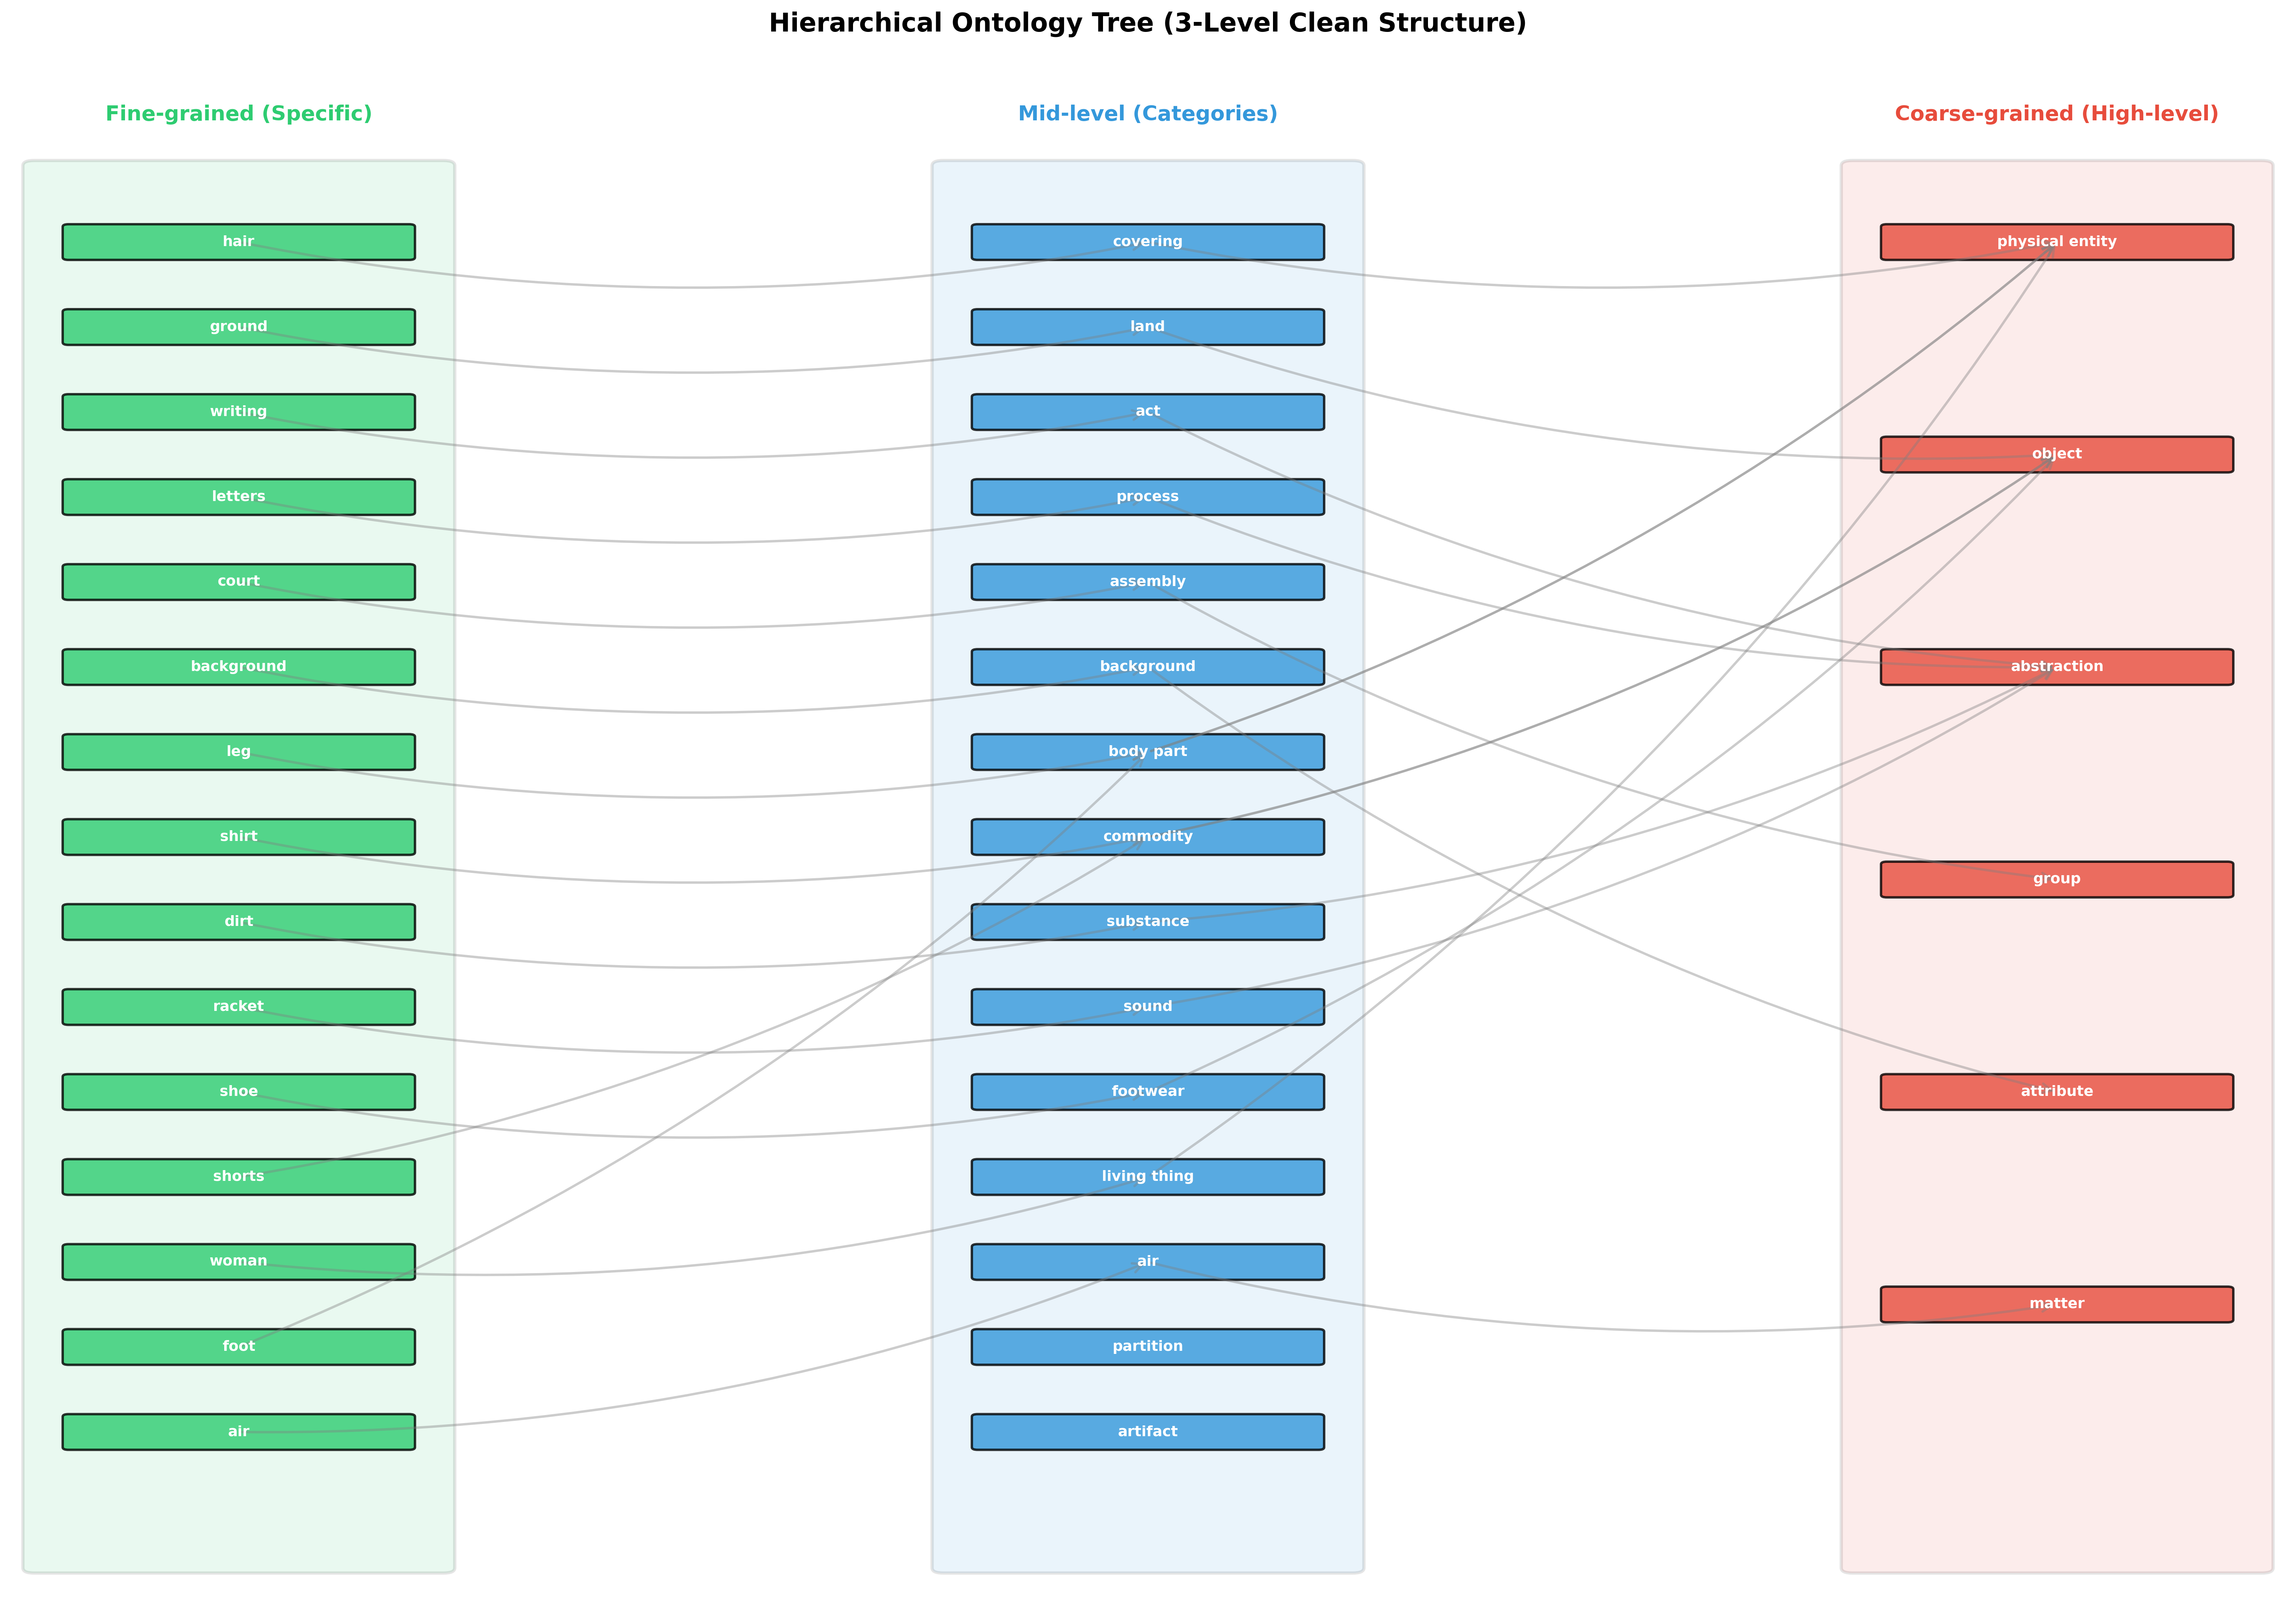 Hierarchical Ontology Tree (3-Level Clean Structure)
Fine-grained (Specific)
hair
ground
writing
letters
court
background
leg
shirt
dirt
racket
shoe
shorts
woman
foot
air
Mid-level (Categories)
covering
land
act
process
assembly
background
body part
commodity
substance
sound
footwear
living thing
air
partition
artifact
Coarse-grained (High-level)
physical entity
object
abstraction
group
attribute
matter